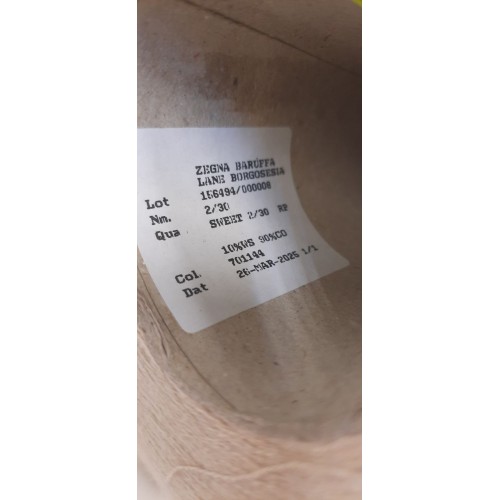 ZEGNA BARUFFA
LANE BORGOSESIA
Lot 156494/000008
Nm. 2/30
Qua SWEET 2/30 RP
10%WS 90%CO
Col. 701144
Dat 26-MAR-2025 1/1